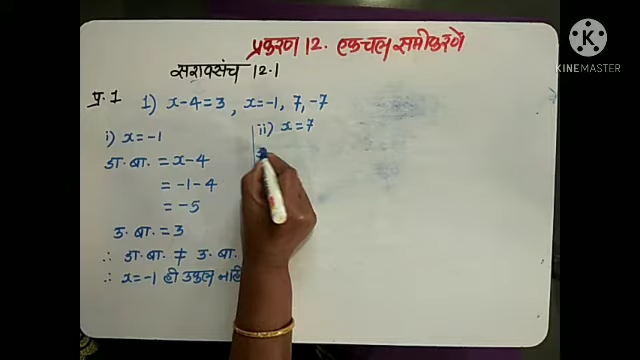 प्रकरण 12. एकचल समीकरणे
सरावसंच 12.1
प्र. 1 1) x-4=3, x=-1, 7, -7
i) x=-1
डा. बा. = x-4
= -1-4
= -5
उ. बा. = 3
∴ डा. बा. ≠ उ. बा.
∴ x=-1 ही उकल नाही
ii) x=7
KINEMASTER